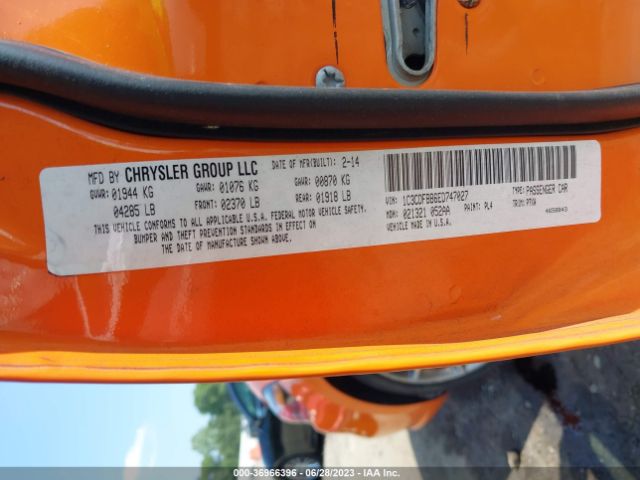 MFD BY CHRYSLER GROUP LLC DATE OF MFR(BUILT): 2-14
GVWR: 01944 KG GAWR: 01076 KG GAWR: 00870 KG
04285 LB FRONT: 02370 LB REAR: 01918 LB
THIS VEHICLE CONFORMS TO ALL APPLICABLE U.S.A. FEDERAL MOTOR VEHICLE SAFETY,
BUMPER AND THEFT PREVENTION STANDARDS IN EFFECT ON
THE DATE OF MANUFACTURE SHOWN ABOVE.
VIN: 1C3CDFBB6ED747027 TYPE: PASSENGER CAR
MDH: 021321 052AA PAINT: PL4 TRIM:
VEHICLE MADE IN U.S.A.
000-36966396 - 06/28/2023 - IAA Inc.